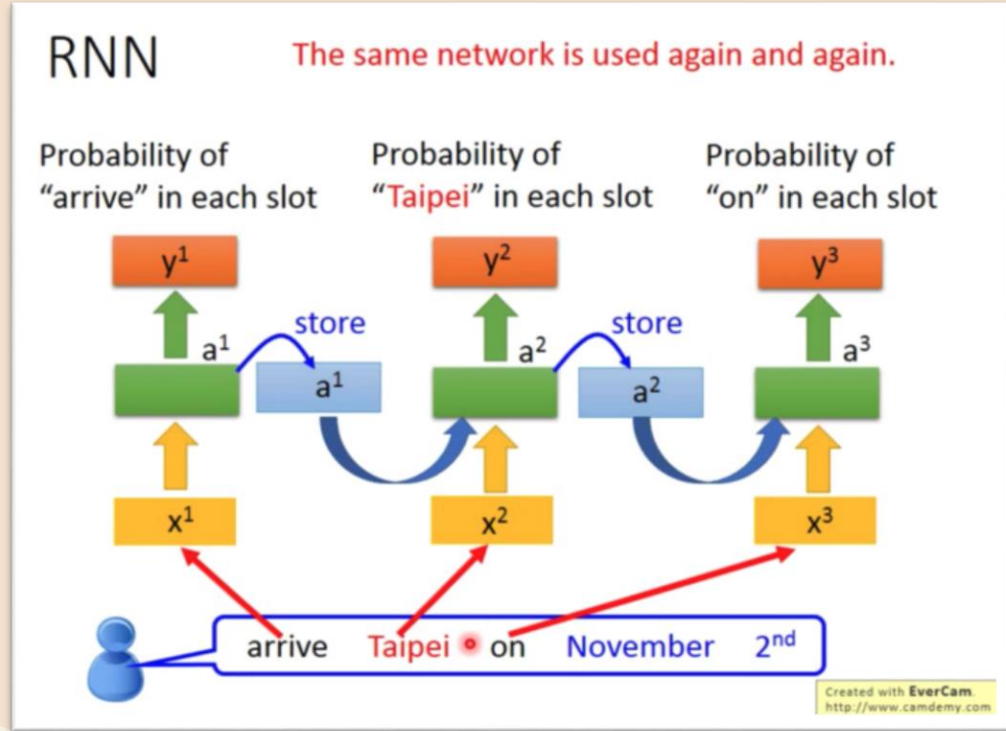 RNN
The same network is used again and again.
Probability of
“arrive” in each slot
Probability of
“Taipei” in each slot
Probability of
“on” in each slot
y¹
y²
y³
store
store
a¹
a²
a³
a¹
a²
x¹
x²
x³
arrive Taipei on November 2ⁿᵈ
Created with EverCam.
http://www.camdemy.com